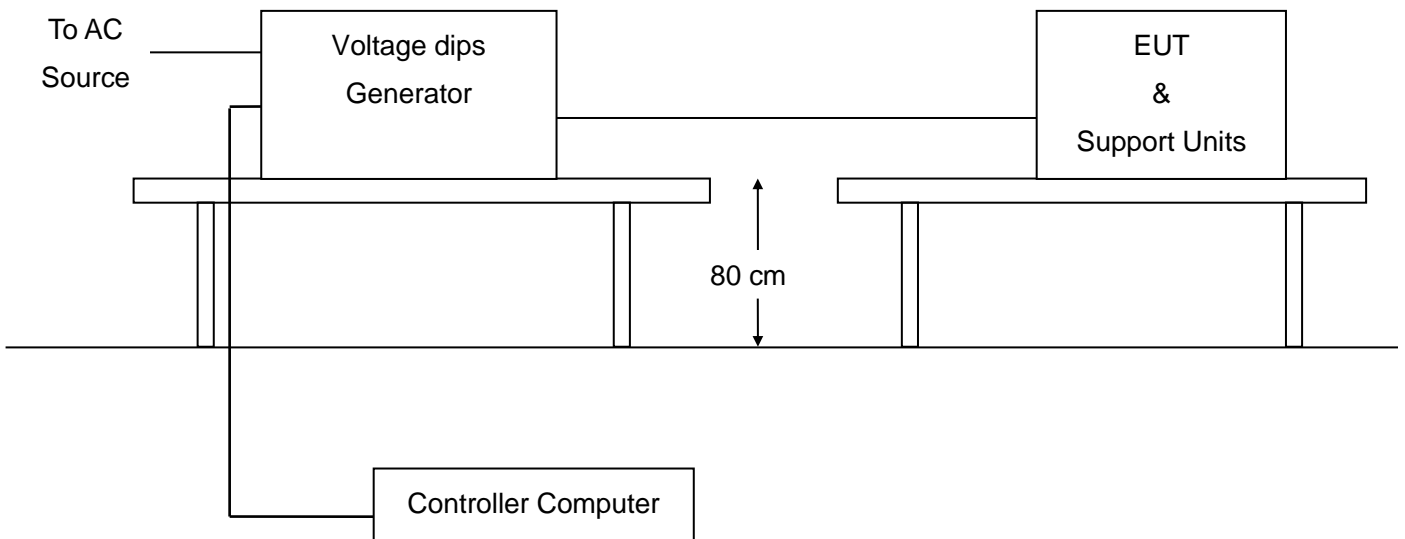 To AC
Source
Voltage dips
Generator
EUT
&
Support Units
80 cm
Controller Computer